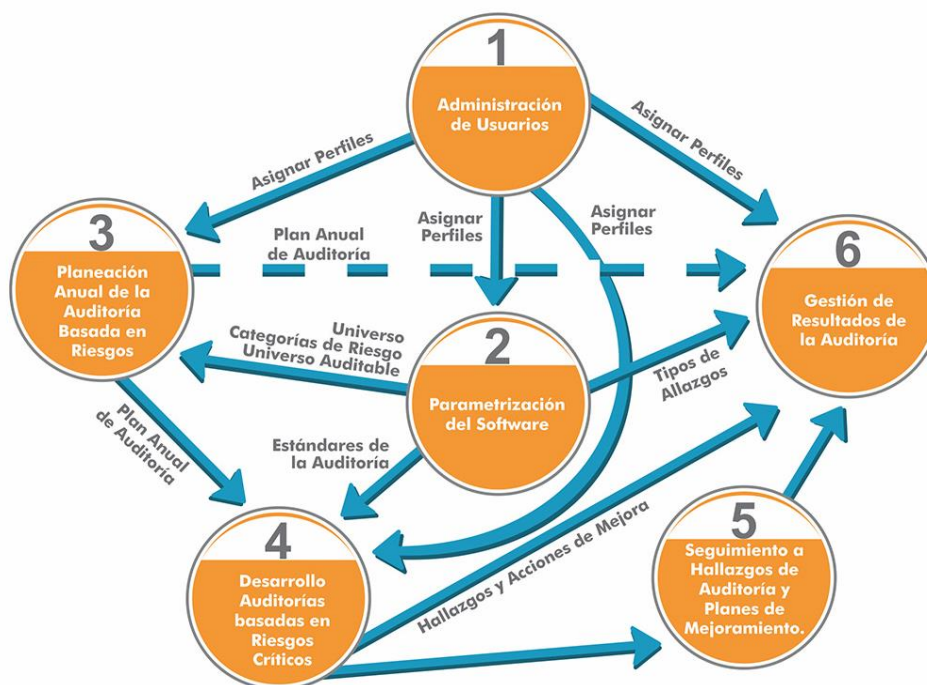 1
Administración
de Usuarios
Asignar Perfiles
Asignar Perfiles
Asignar
Perfiles
Asignar
Perfiles
3
Planeación
Anual de la
Auditoría
Basada en
Riesgos
Plan Anual
de Auditoría
6
Gestión de
Resultados de
la Auditoría
Universo
Categorías de Riesgo
Universo Auditable
2
Parametrización
del Software
Tipos de
Allazgos
Plan Anual
de Auditoría
Estándares de
la Auditoría
4
Desarrollo
Auditorías
basadas en
Riesgos
Críticos
Hallazgos y Acciones de Mejora
5
Seguimiento a
Hallazgos de
Auditoría y
Planes de
Mejoramiento.